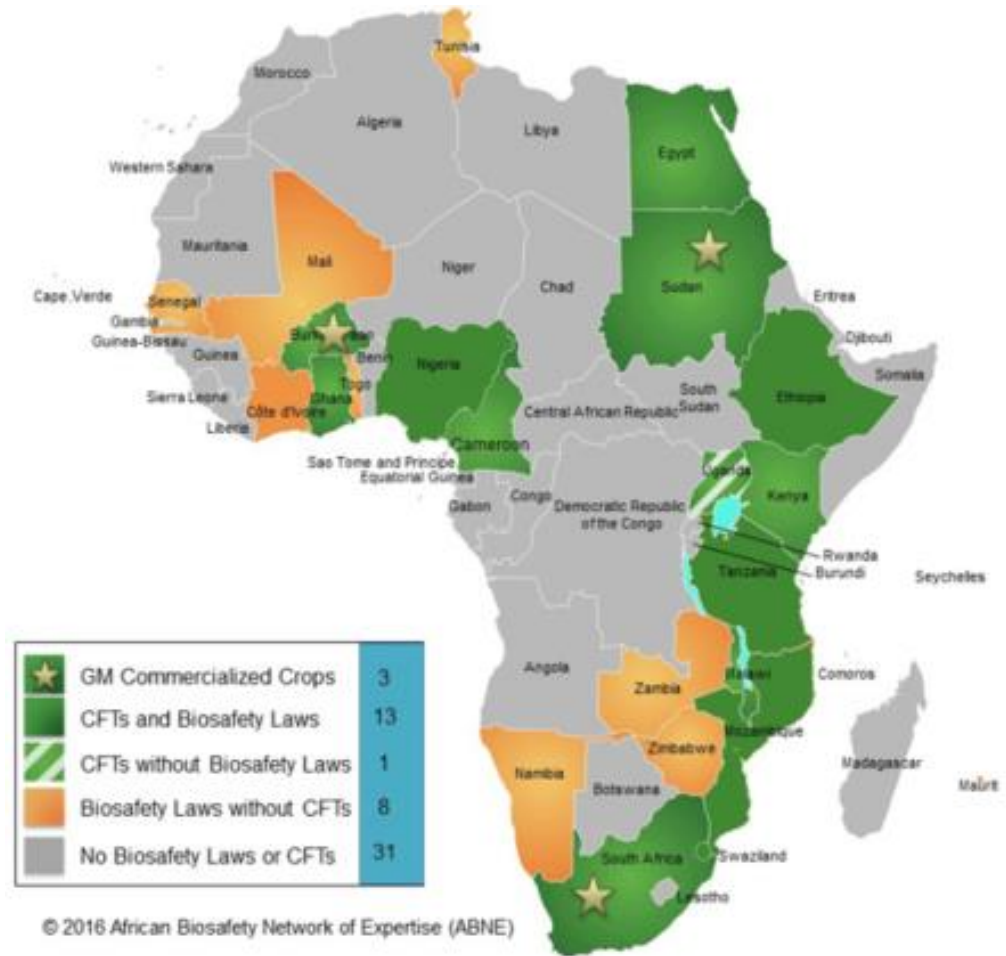 Tunisia
Morocco
Algeria
Libya
Egypt
Western Sahara
Mauritania
Mali
Niger
Chad
Sudan
Cape Verde
Senegal
Gambia
Guinea-Bissau
Guinea
Sierra Leone
Liberia
Côte d'Ivoire
Ghana
Togo
Benin
Nigeria
Cameroon
Central African Republic
South
Sudan
Eritrea
Djibouti
Somalia
Ethiopia
Sao Tome and Principe
Equatorial Guinea
Gabon
Congo
Democratic Republic
of the Congo
Uganda
Kenya
Rwanda
Burundi
Tanzania
Seychelles
Angola
Zambia
Malawi
Comoros
Mozambique
Zimbabwe
Namibia
Botswana
Madagascar
Maurit
South Africa
Swaziland
Lesotho
GM Commercialized Crops 3
CFTs and Biosafety Laws 13
CFTs without Biosafety Laws 1
Biosafety Laws without CFTs 8
No Biosafety Laws or CFTs 31
© 2016 African Biosafety Network of Expertise (ABNE)